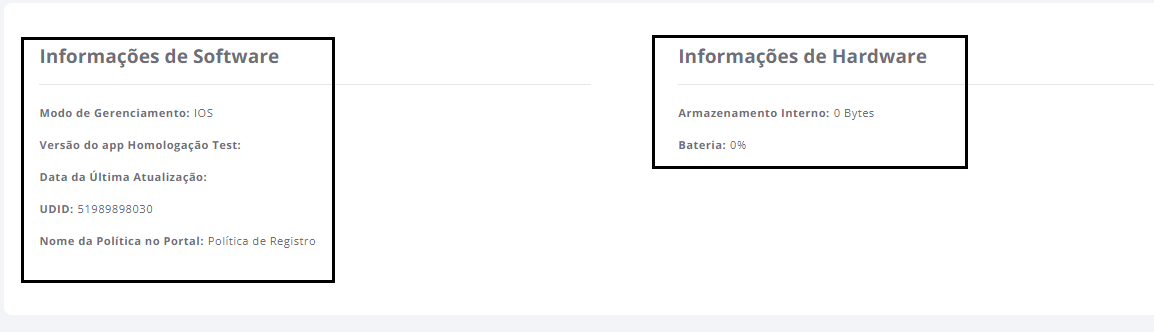 Informações de Software
Modo de Gerenciamento: IOS
Versão do app Homologação Test:
Data da Última Atualização:
UDID: 51989898030
Nome da Política no Portal: Política de Registro
Informações de Hardware
Armazenamento Interno: 0 Bytes
Bateria: 0%